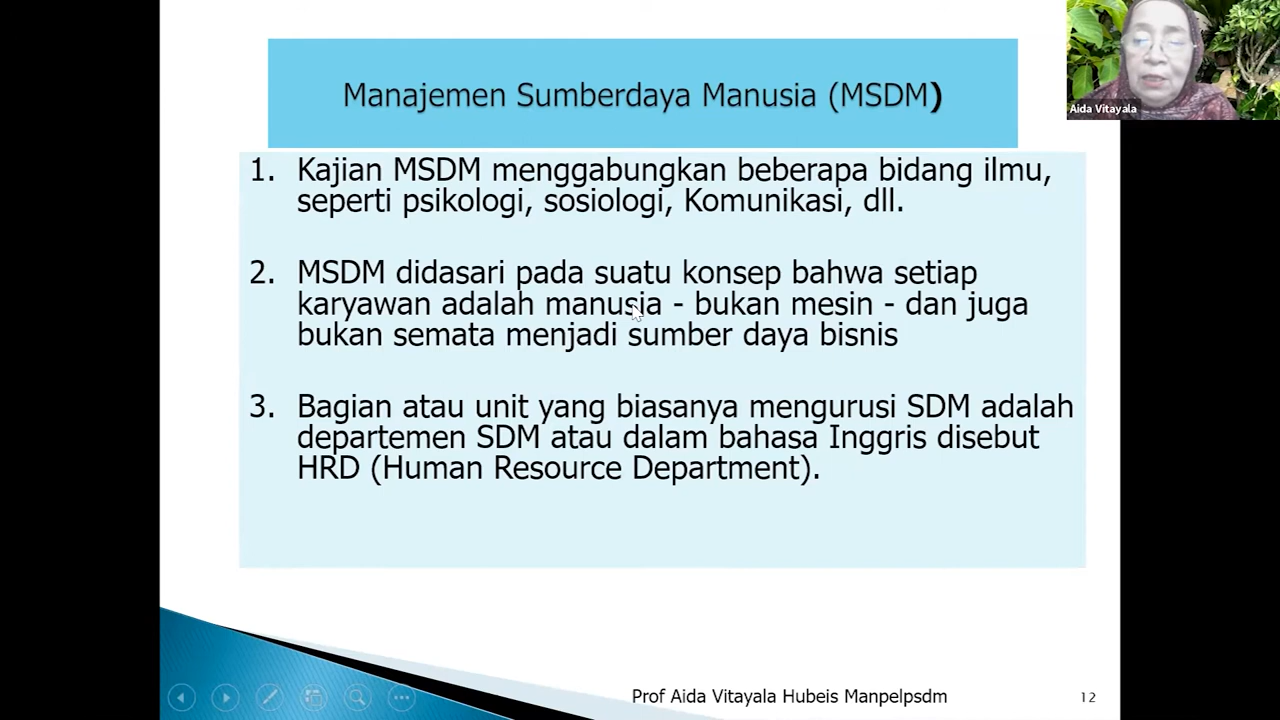 Manajemen Sumberdaya Manusia (MSDM)
Aida Vitayala
1. Kajian MSDM menggabungkan beberapa bidang ilmu,
seperti psikologi, sosiologi, Komunikasi, dll.
2. MSDM didasari pada suatu konsep bahwa setiap
karyawan adalah manusia - bukan mesin - dan juga
bukan semata menjadi sumber daya bisnis
3. Bagian atau unit yang biasanya mengurusi SDM adalah
departemen SDM atau dalam bahasa Inggris disebut
HRD (Human Resource Department).
Prof Aida Vitayala Hubeis Manpelpsdm
12